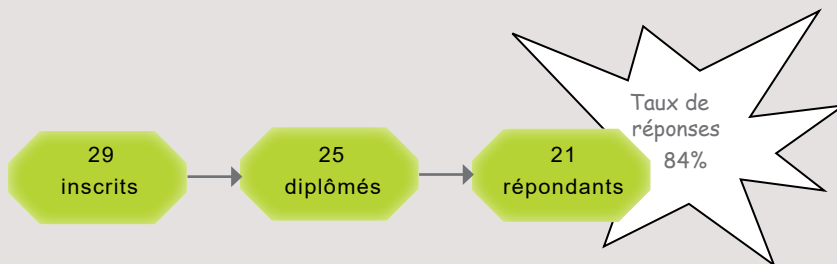 29
inscrits
25
diplômés
21
répondants
Taux de
réponses
84%